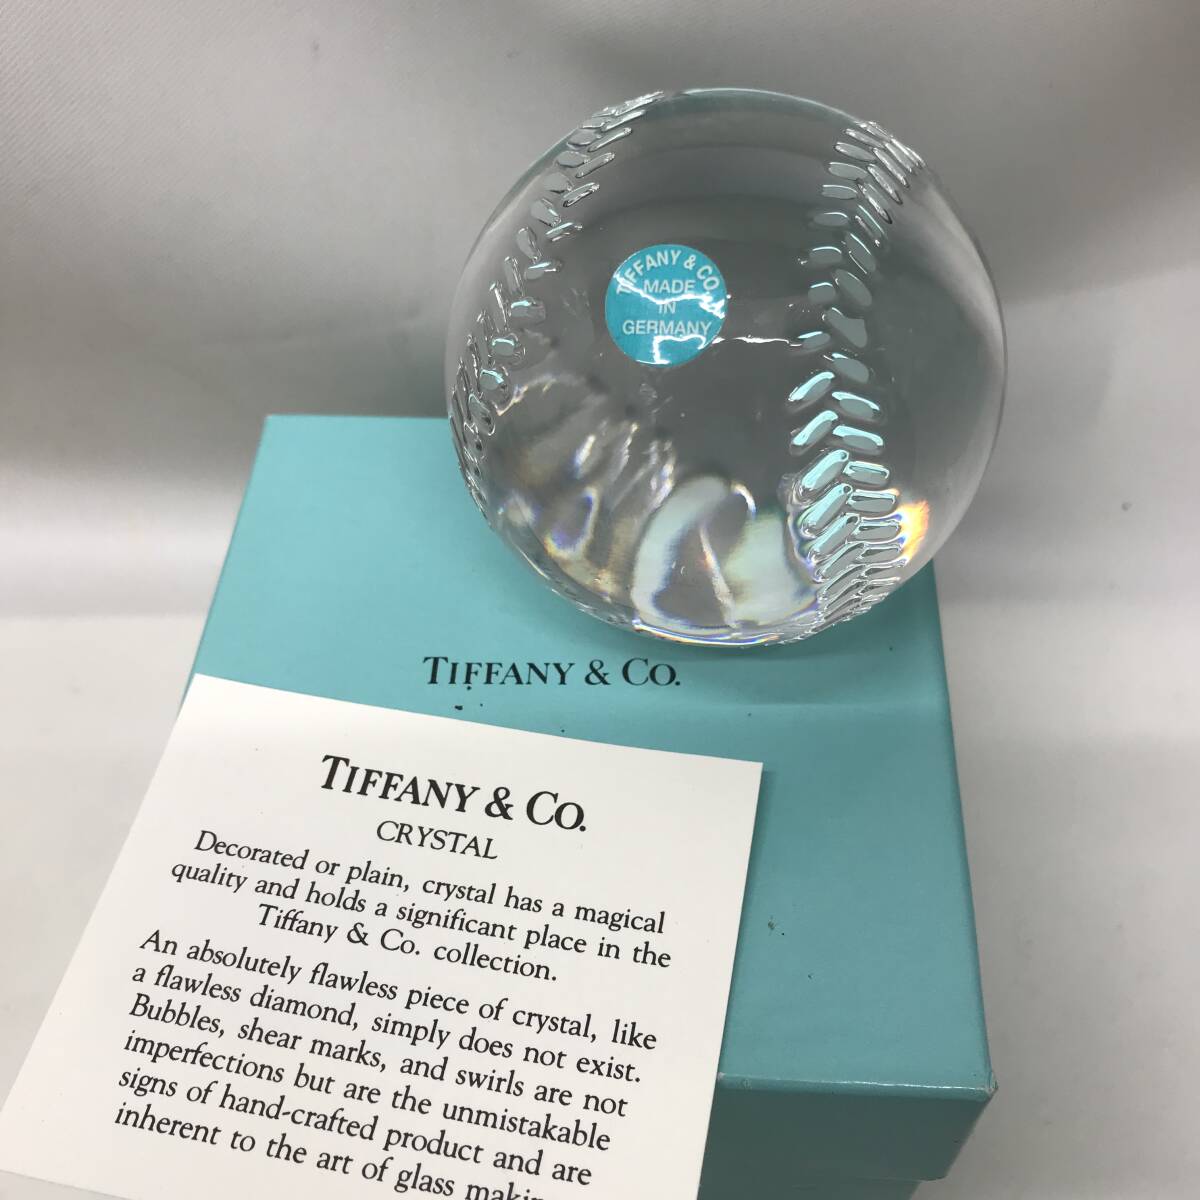 TIFFANY & CO.
MADE
IN
GERMANY
TIFFANY & CO.
TIFFANY & CO.
CRYSTAL
Decorated or plain, crystal has a magical
quality and holds a significant place in the
Tiffany & Co. collection.
An absolutely flawless piece of crystal, like
a flawless diamond, simply does not exist.
Bubbles, shear marks, and swirls are not
imperfections but are the unmistakable
signs of hand-crafted product and are
inherent to the art of glass